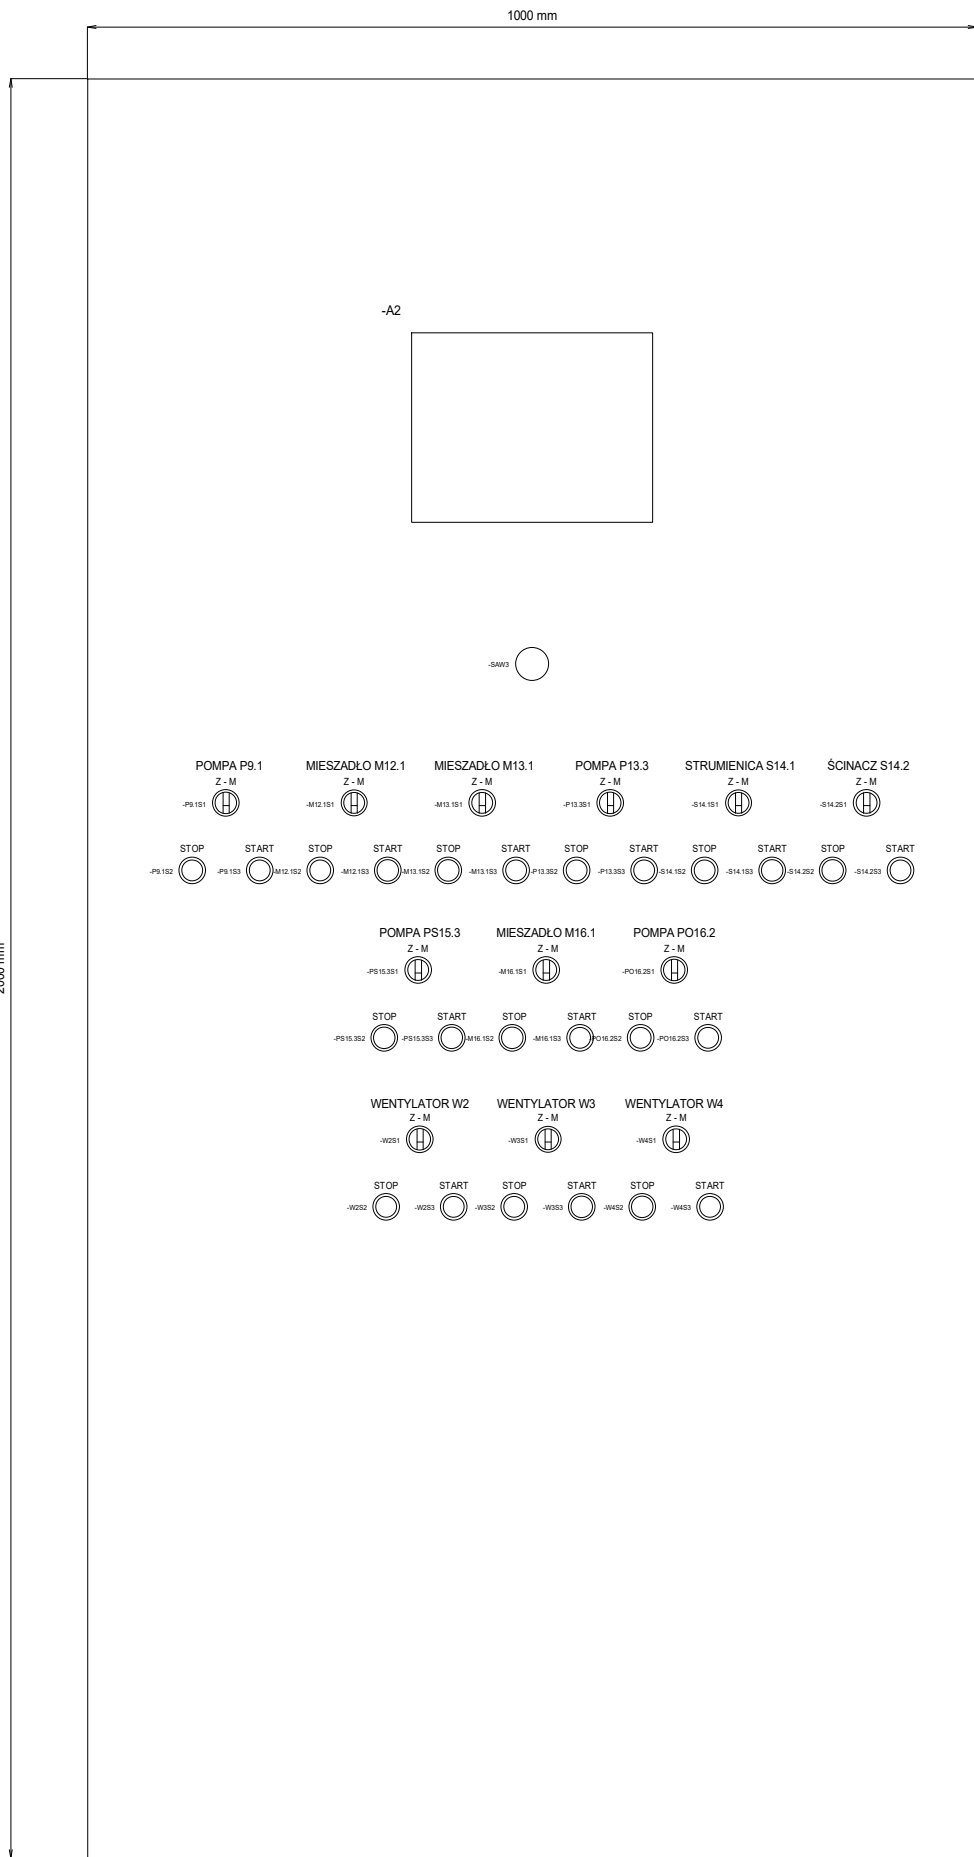 1000 mm
-A2
-SAW3
POMPA P9.1 MIESZADŁO M12.1 MIESZADŁO M13.1 POMPA P13.3 STRUMIENICA S14.1 ŚCINACZ S14.2
Z - M Z - M Z - M Z - M Z - M Z - M
-P9.1S1 -M12.1S1 -M13.1S1 -P13.3S1 -S14.1S1 -S14.2S1
STOP START STOP START STOP START STOP START STOP START STOP START
-P9.1S2 -P9.1S3 -M12.1S2 -M12.1S3 -M13.1S2 -M13.1S3 -P13.3S2 -P13.3S3 -S14.1S2 -S14.1S3 -S14.2S2 -S14.2S3
POMPA PS15.3 MIESZADŁO M16.1 POMPA PO16.2
Z - M Z - M Z - M
-PS15.3S1 -M16.1S1 -PO16.2S1
STOP START STOP START STOP START
-PS15.3S2 -PS15.3S3 -M16.1S2 -M16.1S3 -PO16.2S2 -PO16.2S3
WENTYLATOR W2 WENTYLATOR W3 WENTYLATOR W4
Z - M Z - M Z - M
-W2S1 -W3S1 -W4S1
STOP START STOP START STOP START
-W2S2 -W2S3 -W3S2 -W3S3 -W4S2 -W4S3